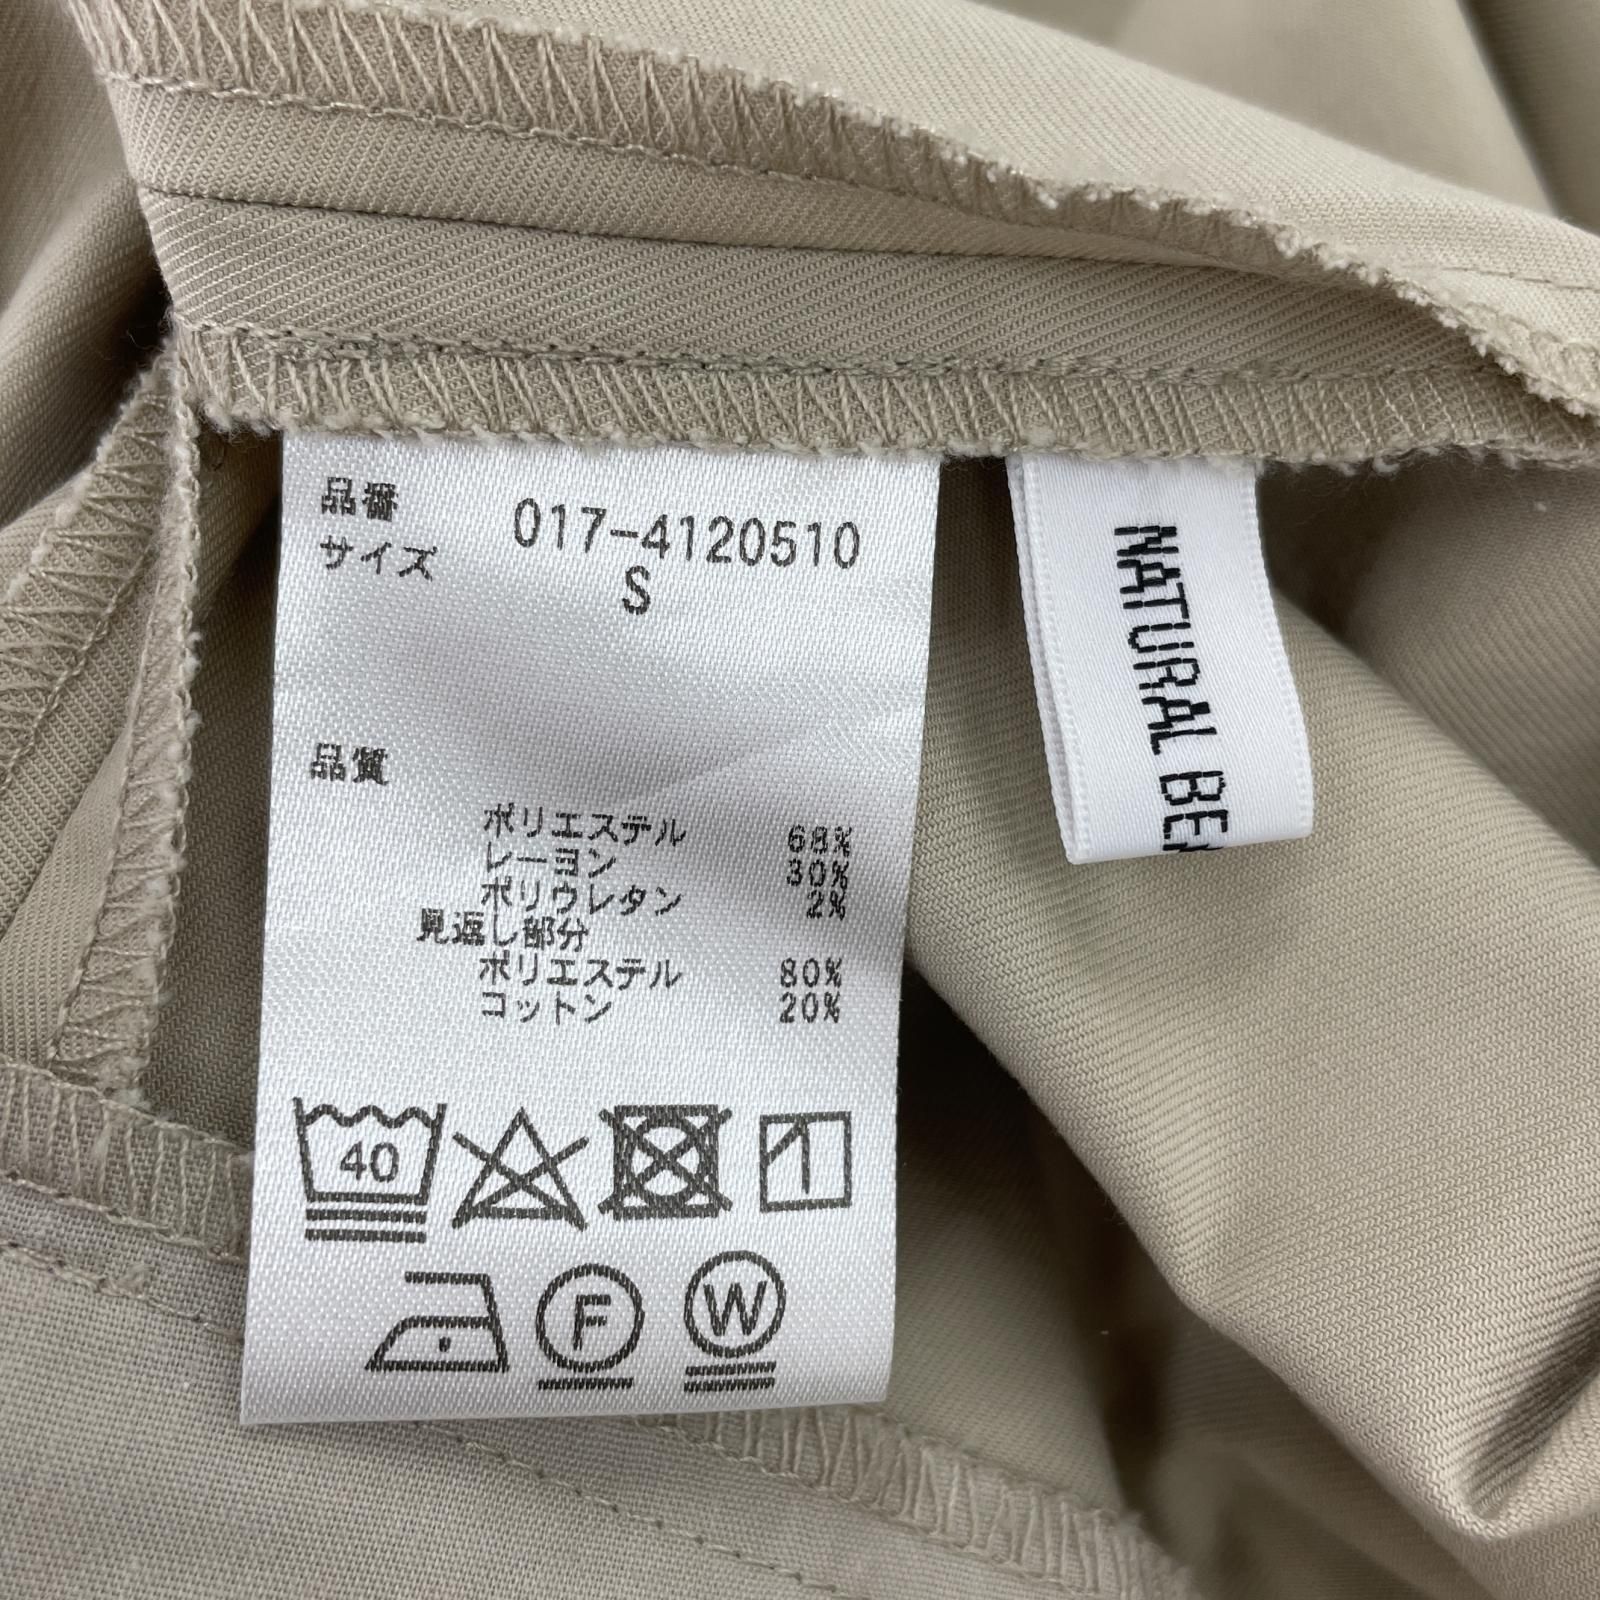 品番 017-4120510
サイズ S
品質
ポリエステル 68%
レーヨン 30%
ポリウレタン 2%
見返し部分
ポリエステル 80%
コットン 20%
40
F
W
NATURAL